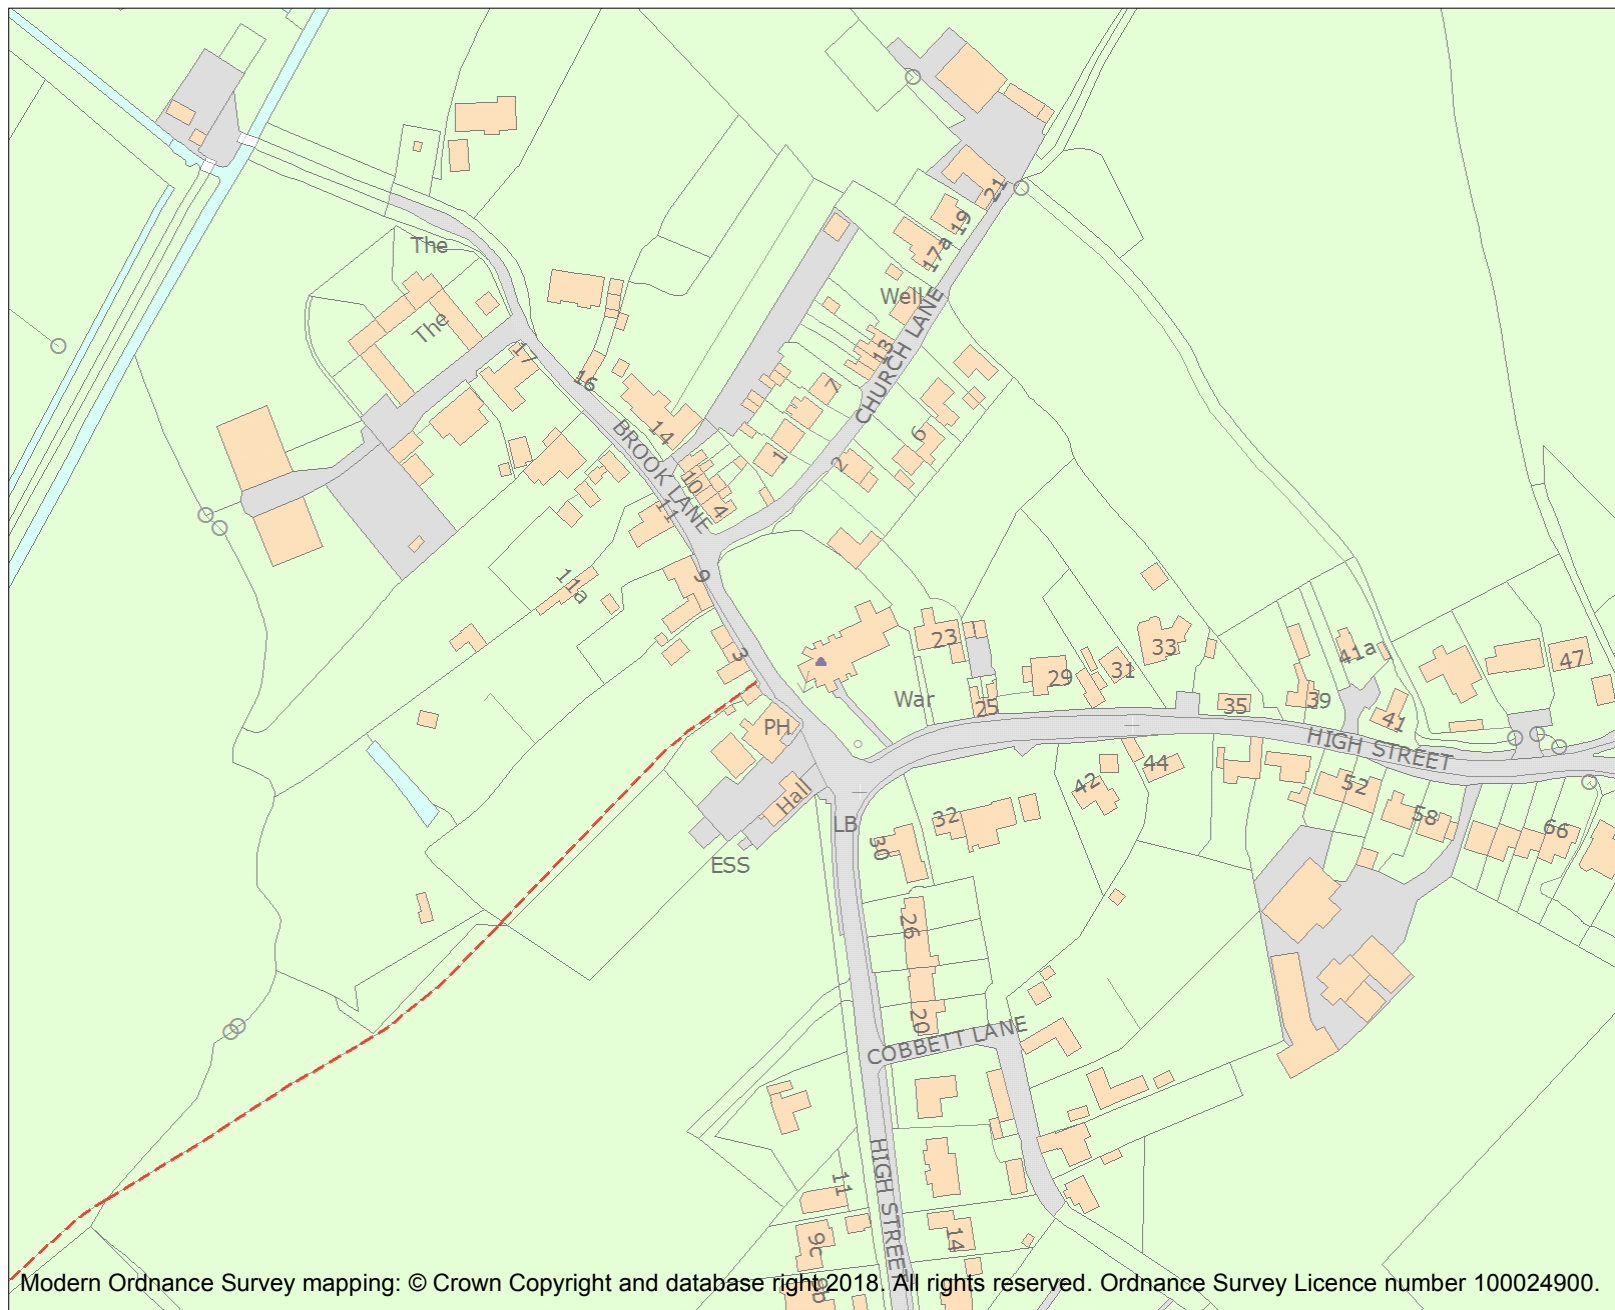 21
19
17a
The
The
Well
CHURCH LANE
13
17
16
7
14
BROOK LANE
6
1
2
10
4
11
9
11a
3
23
33
31
29
41a
47
War
25
35
39
41
PH
HIGH STREET
44
42
52
Hall
58
32
LB
66
30
ESS
26
20
COBBETT LANE
HIGH STREET
11
14
9c
9b
Modern Ordnance Survey mapping: © Crown Copyright and database right 2018. All rights reserved. Ordnance Survey Licence number 100024900.